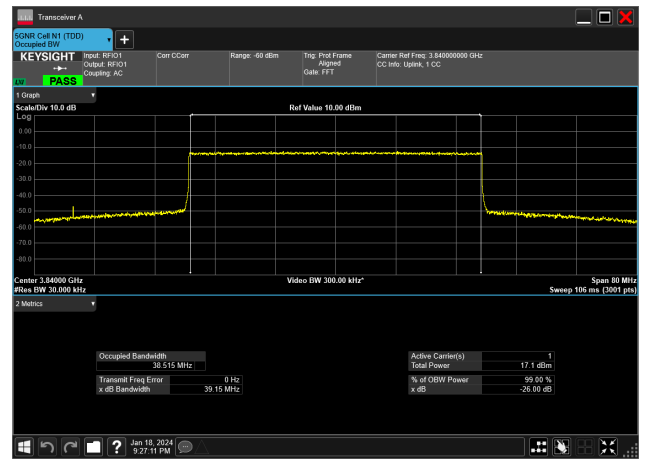 Transceiver A
5GNR Cell N1 (TDD)
Occupied BW
KEYSIGHT
LW PASS
Input: RFIO1
Output: RFIO1
Coupling: AC
Corr CCorr
Range: -60 dBm
Trig: Prot Frame
Aligned
Gate: FFT
Carrier Ref Freq: 3.840000000 GHz
CC Info: Uplink, 1 CC
1 Graph
Scale/Div 10.0 dB
Ref Value 10.00 dBm
Log
0.00
-10.0
-20.0
-30.0
-40.0
-50.0
-60.0
-70.0
-80.0
Center 3.84000 GHz
Video BW 300.00 kHz*
Span 80 MHz
#Res BW 30.000 kHz
Sweep 106 ms (3001 pts)
2 Metrics
Occupied Bandwidth
38.515 MHz
Transmit Freq Error 0 Hz
x dB Bandwidth 39.15 MHz
Active Carrier(s) 1
Total Power 17.1 dBm
% of OBW Power 99.00 %
x dB -26.00 dB
?
Jan 18, 2024
9:27:11 PM